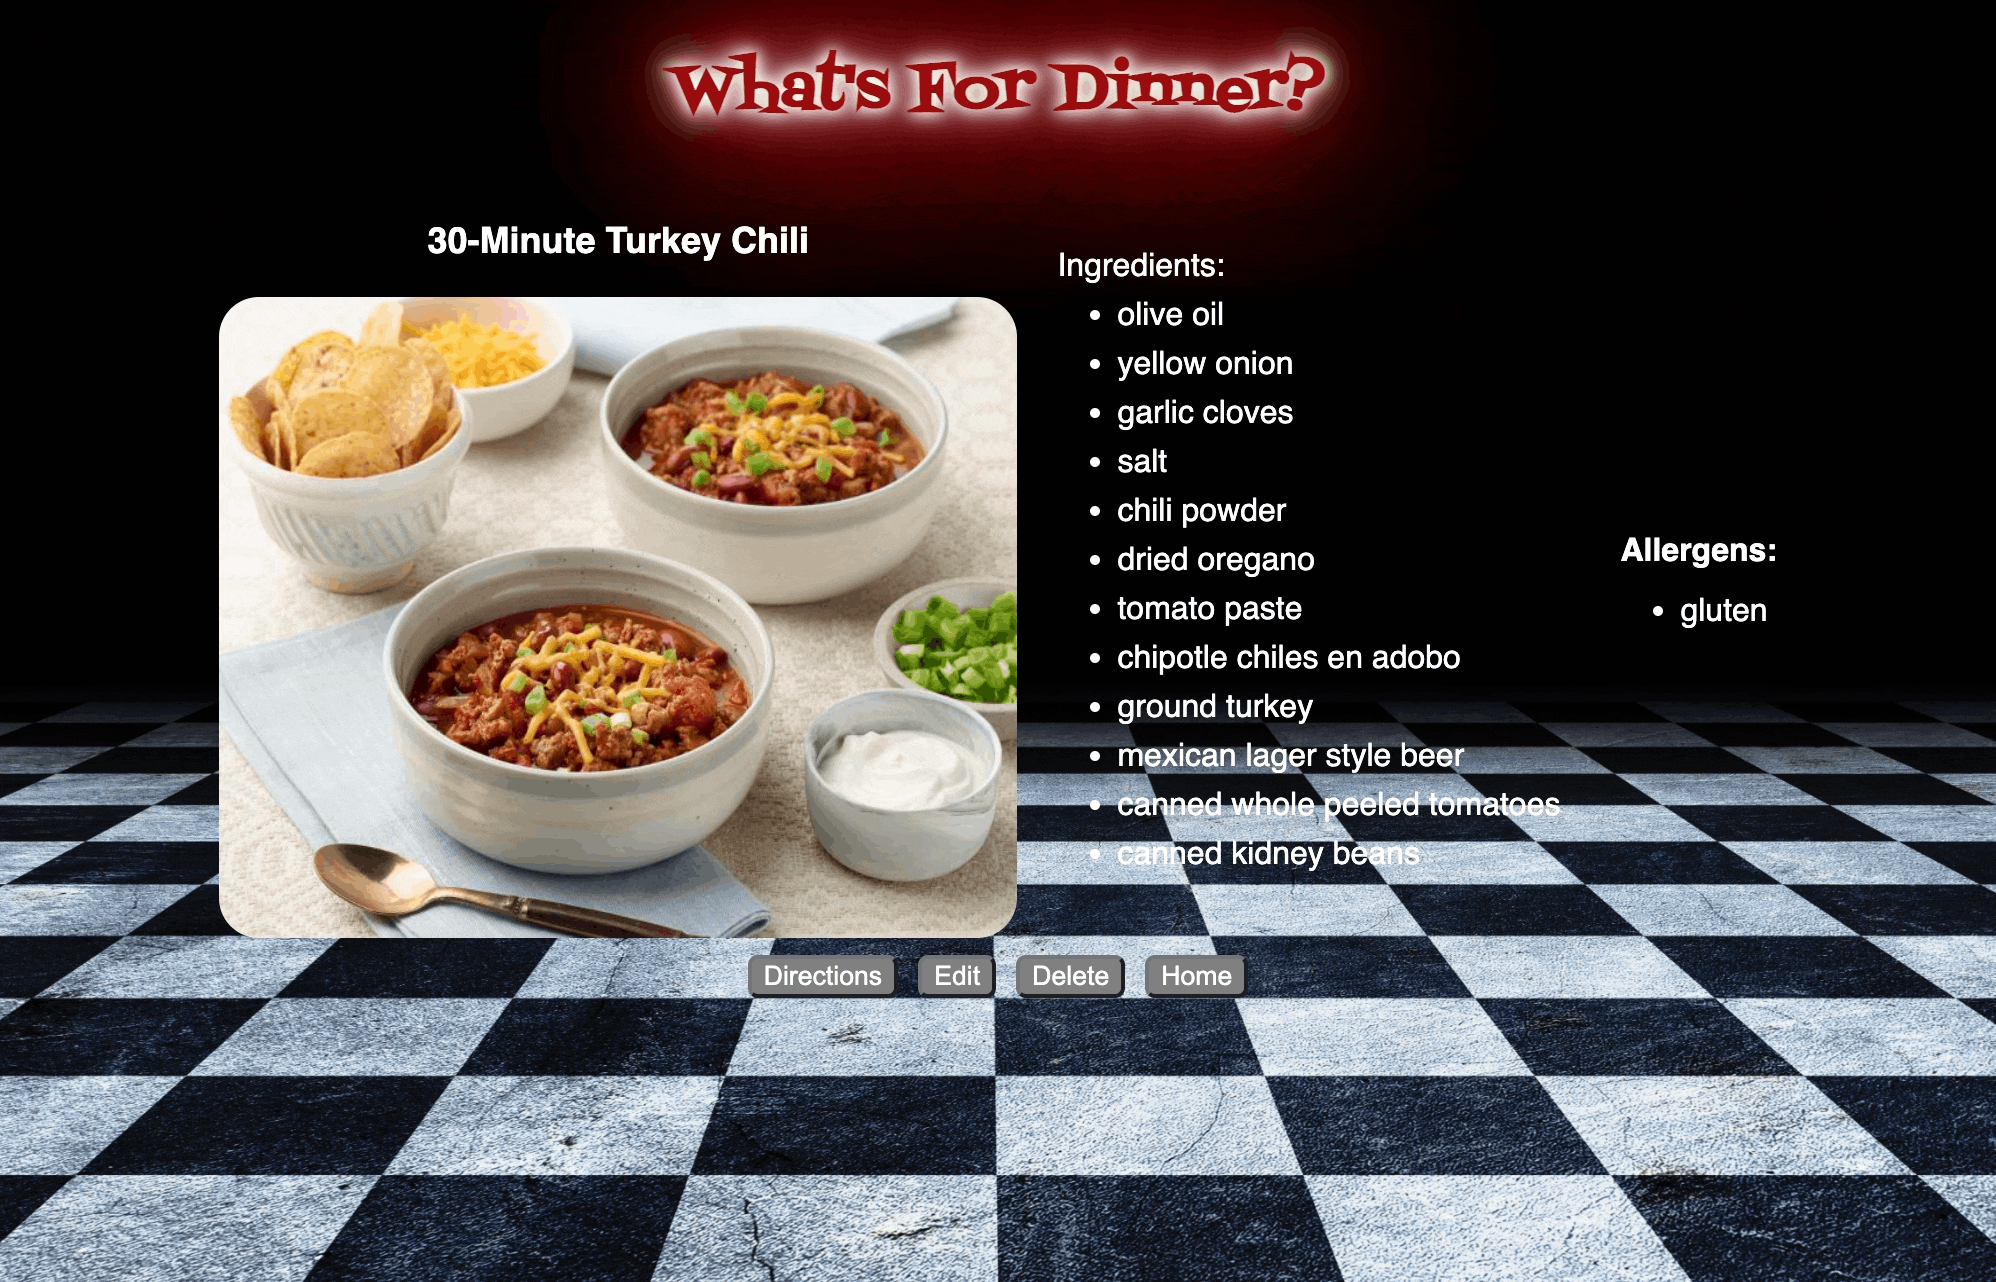 What's For Dinner?
30-Minute Turkey Chili
Ingredients:
• olive oil
• yellow onion
• garlic cloves
• salt
• chili powder
• dried oregano
• tomato paste
• chipotle chiles en adobo
• ground turkey
• mexican lager style beer
• canned whole peeled tomatoes
• canned kidney beans
Allergens:
• gluten
Directions
Edit
Delete
Home